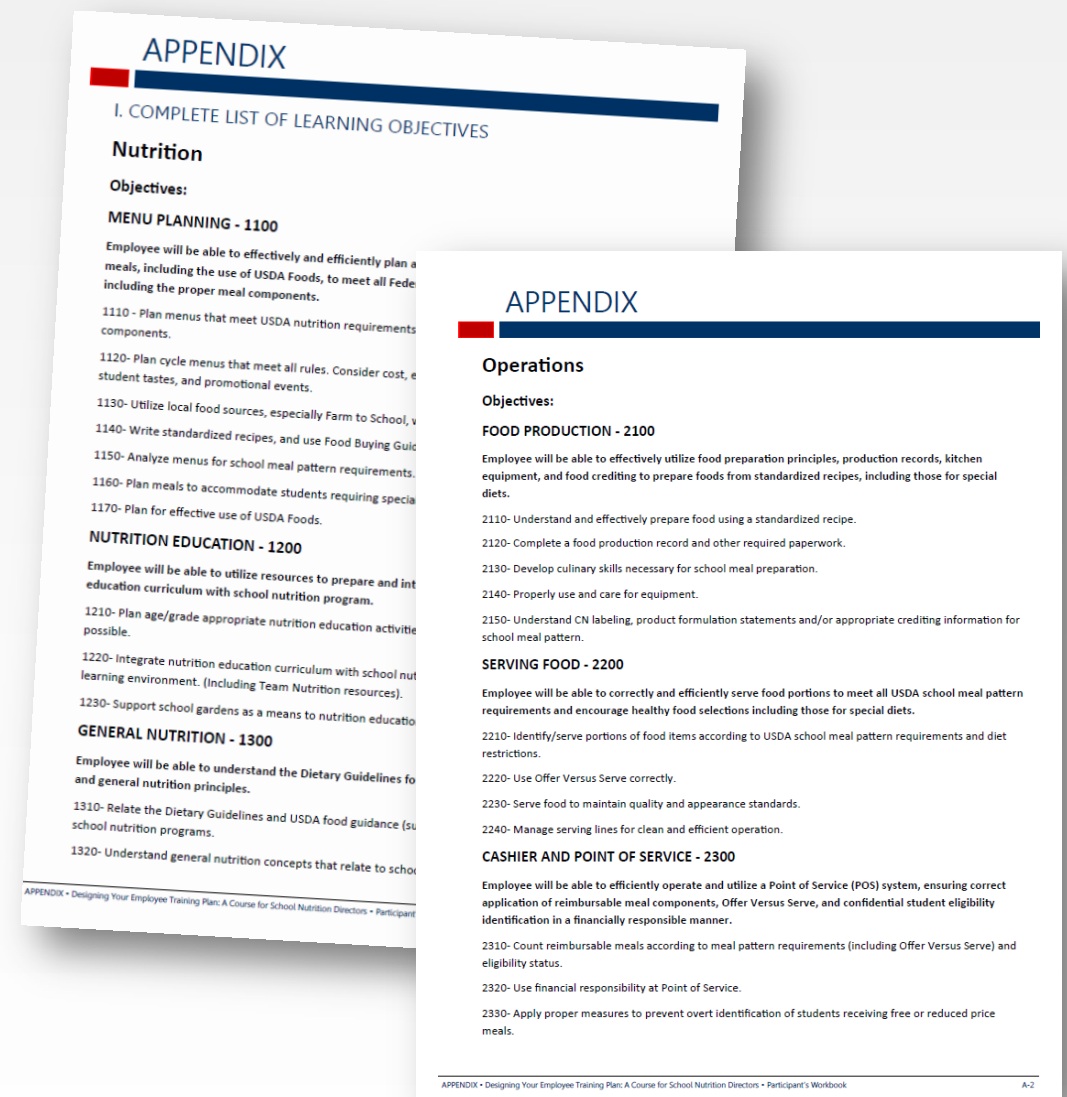 APPENDIX
I. COMPLETE LIST OF LEARNING OBJECTIVES
Nutrition
Objectives:
MENU PLANNING - 1100
Employee will be able to effectively and efficiently plan a
meals, including the use of USDA Foods, to meet all Fede
including the proper meal components.
1110 - Plan menus that meet USDA nutrition requirements
components.
1120- Plan cycle menus that meet all rules. Consider cost, e
student tastes, and promotional events.
1130- Utilize local food sources, especially Farm to School,
1140- Write standardized recipes, and use Food Buying Guid
1150- Analyze menus for school meal pattern requirements.
1160- Plan meals to accommodate students requiring specia
1170- Plan for effective use of USDA Foods.
NUTRITION EDUCATION - 1200
Employee will be able to utilize resources to prepare and int
education curriculum with school nutrition program.
1210- Plan age/grade appropriate nutrition education activitie
possible.
1220- Integrate nutrition education curriculum with school nut
learning environment. (Including Team Nutrition resources).
1230- Support school gardens as a means to nutrition educatio
GENERAL NUTRITION - 1300
Employee will be able to understand the Dietary Guidelines fo
and general nutrition principles.
1310- Relate the Dietary Guidelines and USDA food guidance (su
school nutrition programs.
1320- Understand general nutrition concepts that relate to schoo
APPENDIX • Designing Your Employee Training Plan: A Course for School Nutrition Directors • Participant
APPENDIX
Operations
Objectives:
FOOD PRODUCTION - 2100
Employee will be able to effectively utilize food preparation principles, production records, kitchen
equipment, and food crediting to prepare foods from standardized recipes, including those for special
diets.
2110- Understand and effectively prepare food using a standardized recipe.
2120- Complete a food production record and other required paperwork.
2130- Develop culinary skills necessary for school meal preparation.
2140- Properly use and care for equipment.
2150- Understand CN labeling, product formulation statements and/or appropriate crediting information for
school meal pattern.
SERVING FOOD - 2200
Employee will be able to correctly and efficiently serve food portions to meet all USDA school meal pattern
requirements and encourage healthy food selections including those for special diets.
2210- Identify/serve portions of food items according to USDA school meal pattern requirements and diet
restrictions.
2220- Use Offer Versus Serve correctly.
2230- Serve food to maintain quality and appearance standards.
2240- Manage serving lines for clean and efficient operation.
CASHIER AND POINT OF SERVICE - 2300
Employee will be able to efficiently operate and utilize a Point of Service (POS) system, ensuring correct
application of reimbursable meal components, Offer Versus Serve, and confidential student eligibility
identification in a financially responsible manner.
2310- Count reimbursable meals according to meal pattern requirements (including Offer Versus Serve) and
eligibility status.
2320- Use financial responsibility at Point of Service.
2330- Apply proper measures to prevent overt identification of students receiving free or reduced price
meals.
APPENDIX • Designing Your Employee Training Plan: A Course for School Nutrition Directors • Participant's Workbook A-2